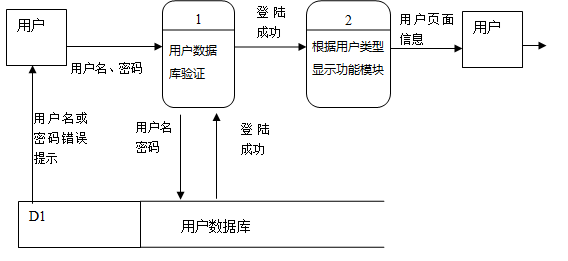 用户
用户名、密码
1
用户数据
库验证
登陆
成功
2
根据用户类型
显示功能模块
用户页面
信息
用户
用户名或
密码错误
提示
用户名
密码
登陆
成功
D1
用户数据库